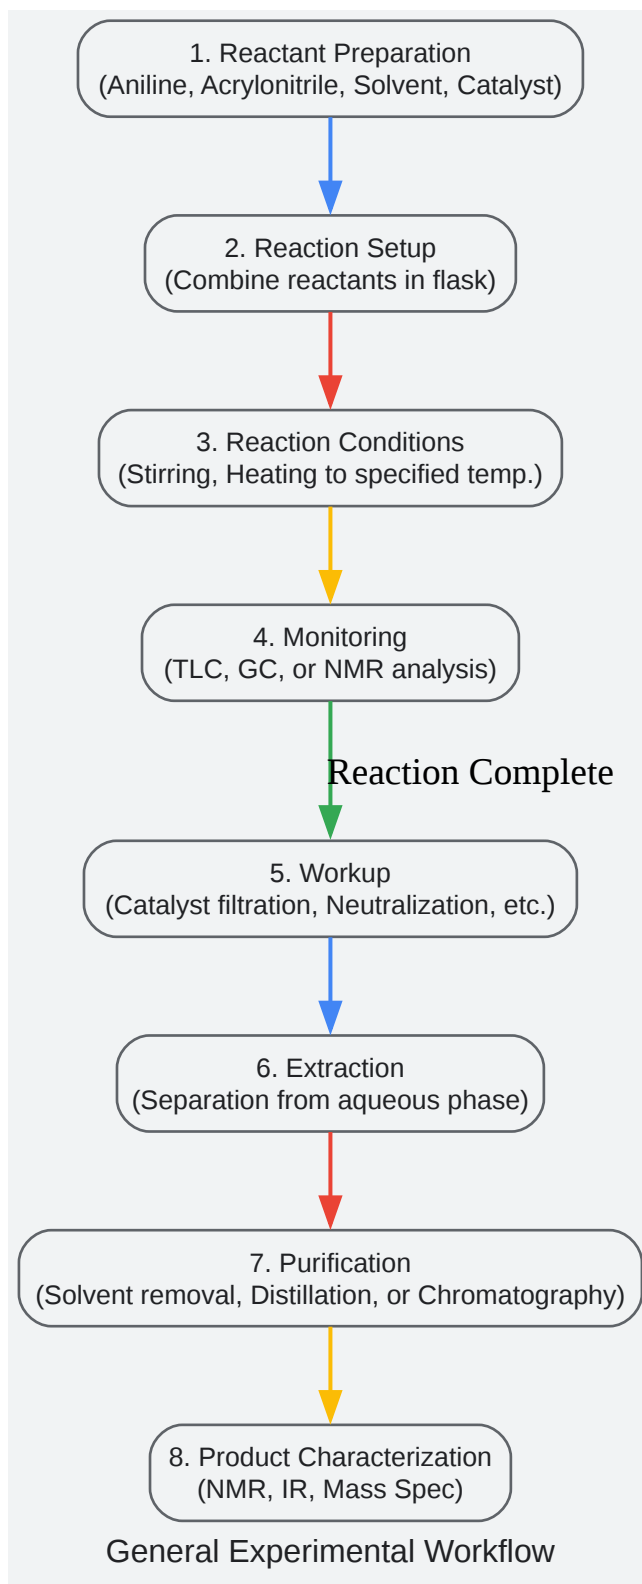 1. Reactant Preparation
(Aniline, Acrylonitrile, Solvent, Catalyst)
2. Reaction Setup
(Combine reactants in flask)
3. Reaction Conditions
(Stirring, Heating to specified temp.)
4. Monitoring
(TLC, GC, or NMR analysis)
Reaction Complete
5. Workup
(Catalyst filtration, Neutralization, etc.)
6. Extraction
(Separation from aqueous phase)
7. Purification
(Solvent removal, Distillation, or Chromatography)
8. Product Characterization
(NMR, IR, Mass Spec)
General Experimental Workflow